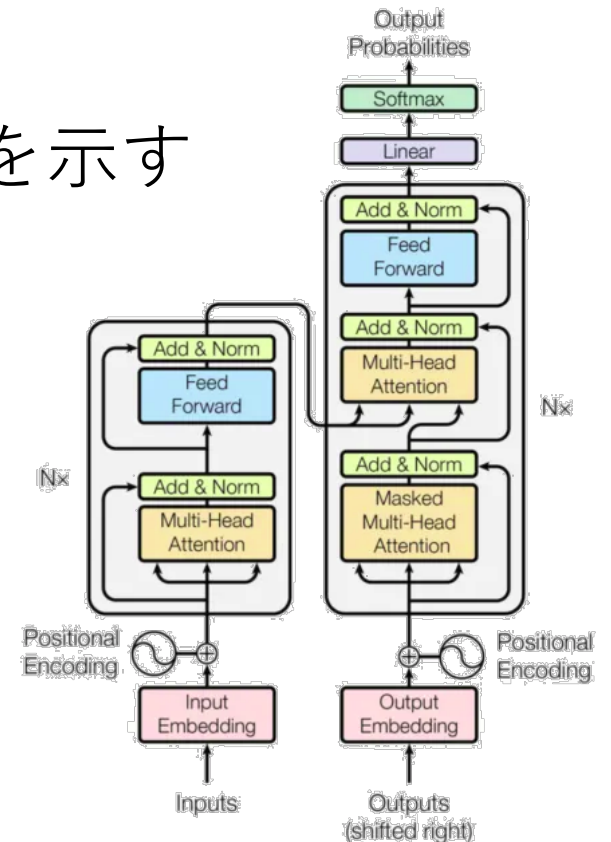 を示す
Output
Probabilities
Softmax
Linear
Add & Norm
Feed
Forward
Add & Norm
Multi-Head
Attention
Nx
Add & Norm
Masked
Multi-Head
Attention
Add & Norm
Feed
Forward
Nx
Add & Norm
Multi-Head
Attention
Positional
Encoding
Positional
Encoding
Input
Embedding
Output
Embedding
Inputs
Outputs
(shifted right)